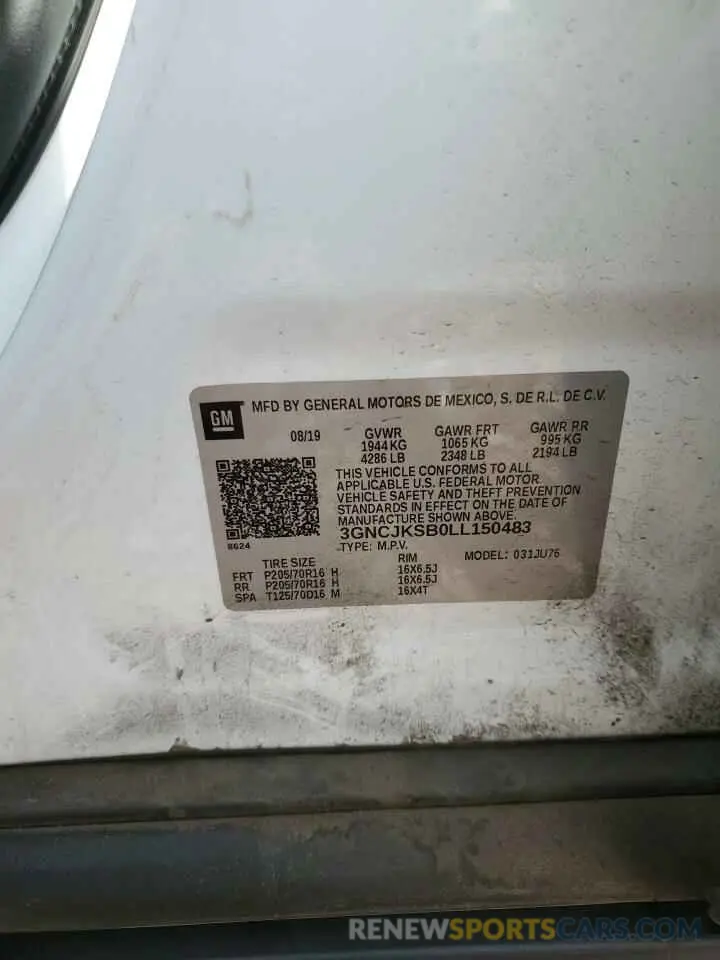 GM MFD BY GENERAL MOTORS DE MEXICO, S. DE R.L. DE C.V.
08/19 GVWR GAWR FRT GAWR RR
1944 KG 1065 KG 995 KG
4286 LB 2348 LB 2194 LB
THIS VEHICLE CONFORMS TO ALL
APPLICABLE U.S. FEDERAL MOTOR
VEHICLE SAFETY AND THEFT PREVENTION
STANDARDS IN EFFECT ON THE DATE OF
MANUFACTURE SHOWN ABOVE.
3GNCJKSB0LL150483
8624 TYPE: M.P.V. MODEL: 031JU76
TIRE SIZE RIM
FRT P205/70R16 H 16X6.5J
RR P205/70R16 H 16X6.5J
SPA T125/70D16 M 16X4T
RENEWSPORTSCARS.COM